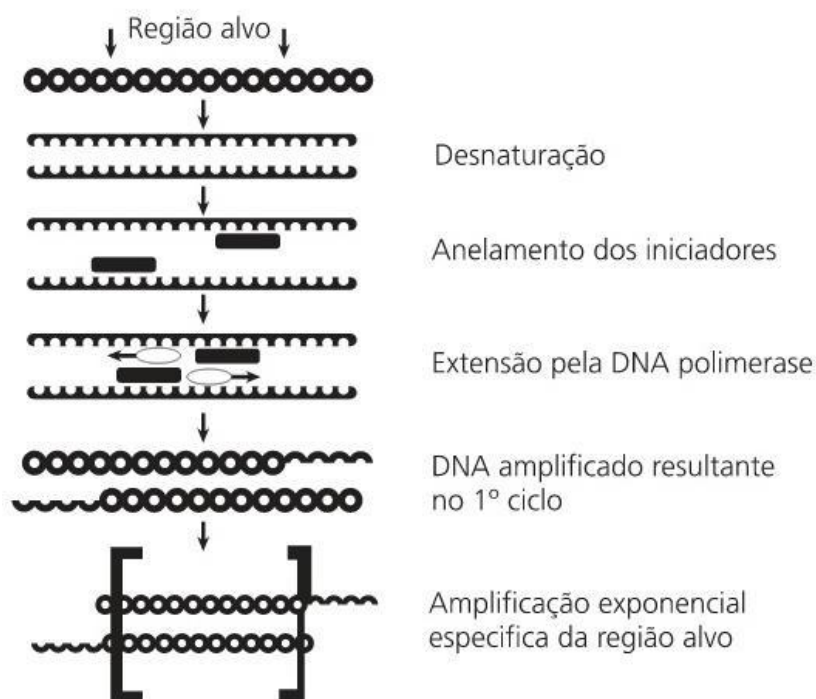 Região alvo
Desnaturação
Anelamento dos iniciadores
Extensão pela DNA polimerase
DNA amplificado resultante
no 1º ciclo
Amplificação exponencial
especifica da região alvo